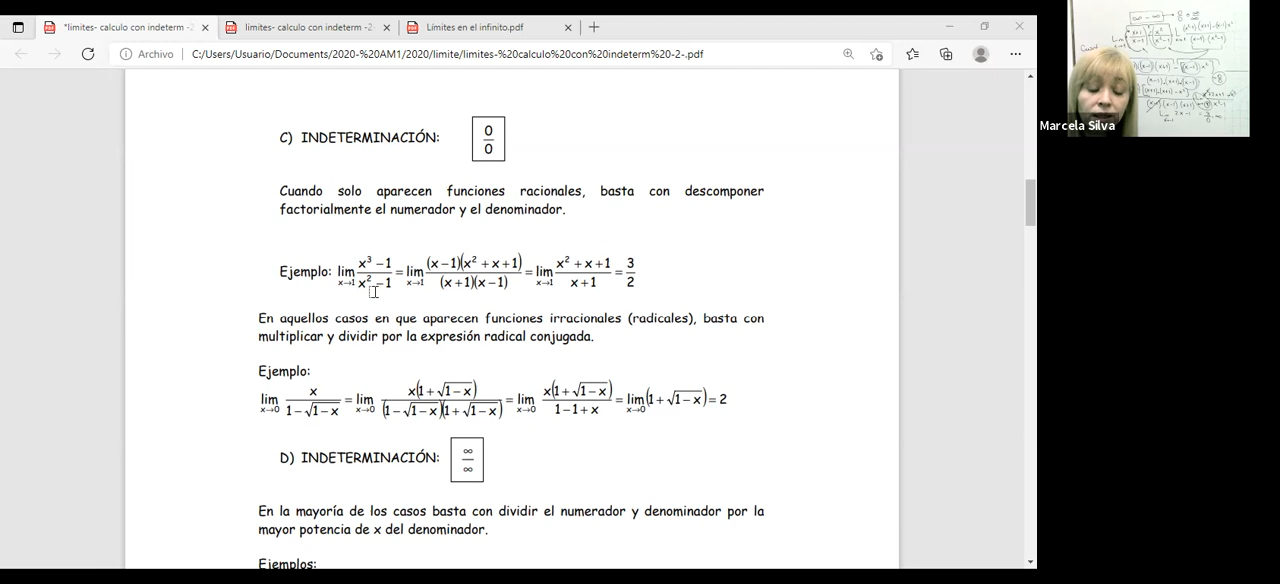 *limites- calculo con indeterm -2
limites- calculo con indeterm -2
Límites en el infinito.pdf
Archivo
C:/Users/Usuario/Documents/2020-%20AM1/2020/limite/limites-%20calculo%20con%20indeterm%20-2-.pdf
Marcela Silva
C) INDETERMINACIÓN: 0/0
Cuando solo aparecen funciones racionales, basta con descomponer
factorialmente el numerador y el denominador.
Ejemplo: lim x→1 (x³ − 1)/(x² − 1) = lim x→1 (x − 1)(x² + x + 1)/((x + 1)(x − 1)) = lim x→1 (x² + x + 1)/(x + 1) = 3/2
En aquellos casos en que aparecen funciones irracionales (radicales), basta con
multiplicar y dividir por la expresión radical conjugada.
Ejemplo:
lim x→0 x/(1 − √(1 − x)) = lim x→0 x(1 + √(1 − x))/((1 − √(1 − x))(1 + √(1 − x))) = lim x→0 x(1 + √(1 − x))/(1 − 1 + x) = lim x→0 (1 + √(1 − x)) = 2
D) INDETERMINACIÓN: ∞/∞
En la mayoría de los casos basta con dividir el numerador y denominador por la
mayor potencia de x del denominador.
Ejemplos: